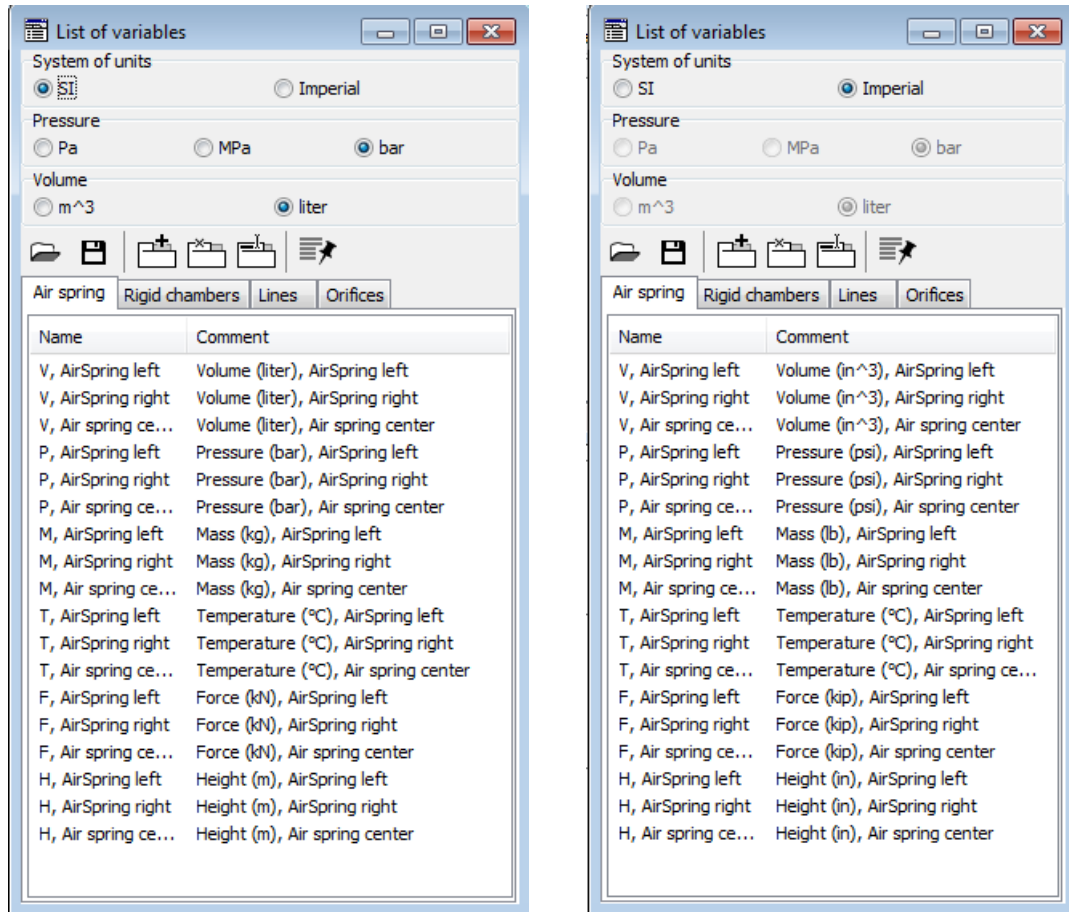 List of variables
System of units
SI Imperial
Pressure
Pa MPa bar
Volume
m^3 liter
Air spring Rigid chambers Lines Orifices
Name Comment
V, AirSpring left Volume (liter), AirSpring left
V, AirSpring right Volume (liter), AirSpring right
V, Air spring ce... Volume (liter), Air spring center
P, AirSpring left Pressure (bar), AirSpring left
P, AirSpring right Pressure (bar), AirSpring right
P, Air spring ce... Pressure (bar), Air spring center
M, AirSpring left Mass (kg), AirSpring left
M, AirSpring right Mass (kg), AirSpring right
M, Air spring ce... Mass (kg), Air spring center
T, AirSpring left Temperature (°C), AirSpring left
T, AirSpring right Temperature (°C), AirSpring right
T, Air spring ce... Temperature (°C), Air spring center
F, AirSpring left Force (kN), AirSpring left
F, AirSpring right Force (kN), AirSpring right
F, Air spring ce... Force (kN), Air spring center
H, AirSpring left Height (m), AirSpring left
H, AirSpring right Height (m), AirSpring right
H, Air spring ce... Height (m), Air spring center
List of variables
System of units
SI Imperial
Pressure
Pa MPa bar
Volume
m^3 liter
Air spring Rigid chambers Lines Orifices
Name Comment
V, AirSpring left Volume (in^3), AirSpring left
V, AirSpring right Volume (in^3), AirSpring right
V, Air spring ce... Volume (in^3), Air spring center
P, AirSpring left Pressure (psi), AirSpring left
P, AirSpring right Pressure (psi), AirSpring right
P, Air spring ce... Pressure (psi), Air spring center
M, AirSpring left Mass (lb), AirSpring left
M, AirSpring right Mass (lb), AirSpring right
M, Air spring ce... Mass (lb), Air spring center
T, AirSpring left Temperature (°C), AirSpring left
T, AirSpring right Temperature (°C), AirSpring right
T, Air spring ce... Temperature (°C), Air spring ce...
F, AirSpring left Force (kip), AirSpring left
F, AirSpring right Force (kip), AirSpring right
F, Air spring ce... Force (kip), Air spring center
H, AirSpring left Height (in), AirSpring left
H, AirSpring right Height (in), AirSpring right
H, Air spring ce... Height (in), Air spring center